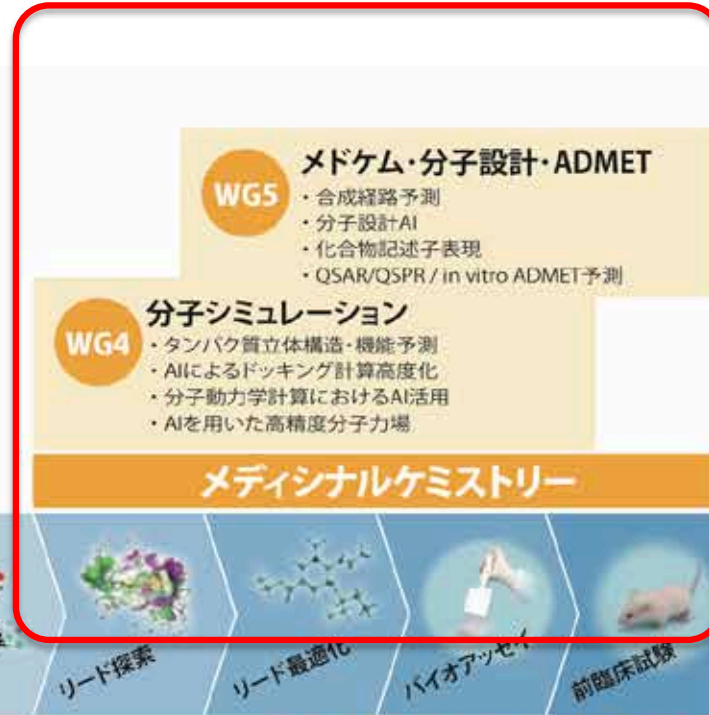 WG5
メドケム・分子設計・ADMET
・合成経路予測
・分子設計AI
・化合物記述子表現
・QSAR/QSPR / in vitro ADMET予測
WG4
分子シミュレーション
・タンパク質立体構造・機能予測
・AIによるドッキング計算高度化
・分子動力学計算におけるAI活用
・AIを用いた高精度分子力場
メディシナルケミストリー
リード探索
リード最適化
バイオアッセイ
前臨床試験